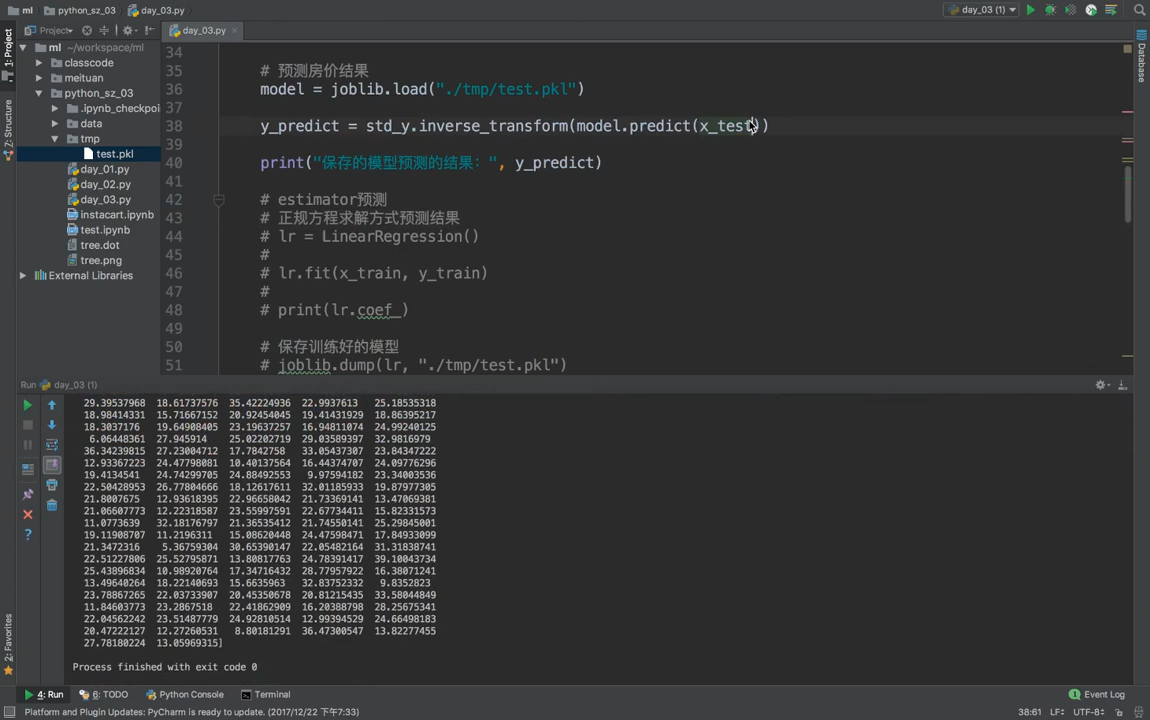 ml
python_sz_03
day_03.py
day_03 (1)
1: Project
Z: Structure
2: Favorites
Database
Project
day_03.py
ml ~/workspace/ml
classcode
meituan
python_sz_03
.ipynb_checkpoi
data
tmp
test.pkl
day_01.py
day_02.py
day_03.py
instacart.ipynb
test.ipynb
tree.dot
tree.png
External Libraries
34
35 # 预测房价结果
36 model = joblib.load("./tmp/test.pkl")
37
38 y_predict = std_y.inverse_transform(model.predict(x_test))
39
40 print("保存的模型预测的结果：", y_predict)
41
42 # estimator预测
43 # 正规方程求解方式预测结果
44 # lr = LinearRegression()
45 #
46 # lr.fit(x_train, y_train)
47 #
48 # print(lr.coef_)
49
50 # 保存训练好的模型
51 # joblib.dump(lr, "./tmp/test.pkl")
Run day_03 (1)
29.39537968 18.61737576 35.42224936 22.9937613 25.18535318
18.98414331 15.71667152 20.92454045 19.41431929 18.86395217
18.3037176 19.64908405 23.19637257 16.94811074 24.99240125
6.06448361 27.945914 25.02202719 29.03589397 32.9816979
36.34239815 27.23004712 17.7842758 33.05437307 23.84347222
12.93367223 24.47798081 10.40137564 16.44374707 24.09776296
19.4134541 24.74299705 24.88492553 9.97594182 23.34003536
22.50428953 26.77804666 18.12617611 32.01185933 19.87977305
21.8007675 12.93618395 22.96658042 21.73369141 13.47069381
21.06607773 12.22318587 23.55997591 22.67734411 15.82331573
11.0773639 32.18176797 21.36535412 21.74550141 25.29845001
19.11908707 11.2196311 15.08620448 24.47598471 17.84933099
21.3472316 5.36759304 30.65390147 22.05482164 31.31838741
22.51227806 25.52795871 13.80817763 24.78391417 39.10043734
25.43896834 10.98920764 17.34716432 28.77957922 16.38071241
13.49640264 18.22140693 15.6635963 32.83752332 9.8352823
23.78867265 22.03733907 20.45350678 20.81215435 33.58044849
11.84603773 23.2867518 22.41862909 16.20388798 28.25675341
22.04562242 23.51487779 24.92810514 12.99394529 24.66498183
20.47222127 12.27260531 8.80181291 36.47300547 13.82277455
27.78180224 13.05969315]
Process finished with exit code 0
4: Run
6: TODO
Python Console
Terminal
Event Log
Platform and Plugin Updates: PyCharm is ready to update. (2017/12/22 下午7:33)
38:61
LF
UTF-8